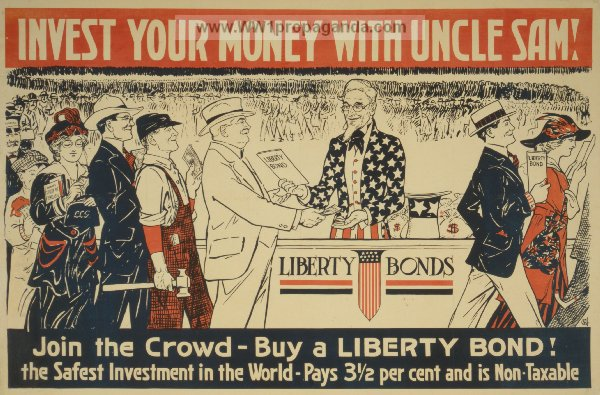 www.WW1propaganda.com
INVEST YOUR MONEY WITH UNCLE SAM!
LIBERTY BOND
LIBERTY BOND
CCS
$
$
LIBERTY BONDS
Join the Crowd - Buy a LIBERTY BOND!
the Safest Investment in the World - Pays 3½ per cent and is Non-Taxable